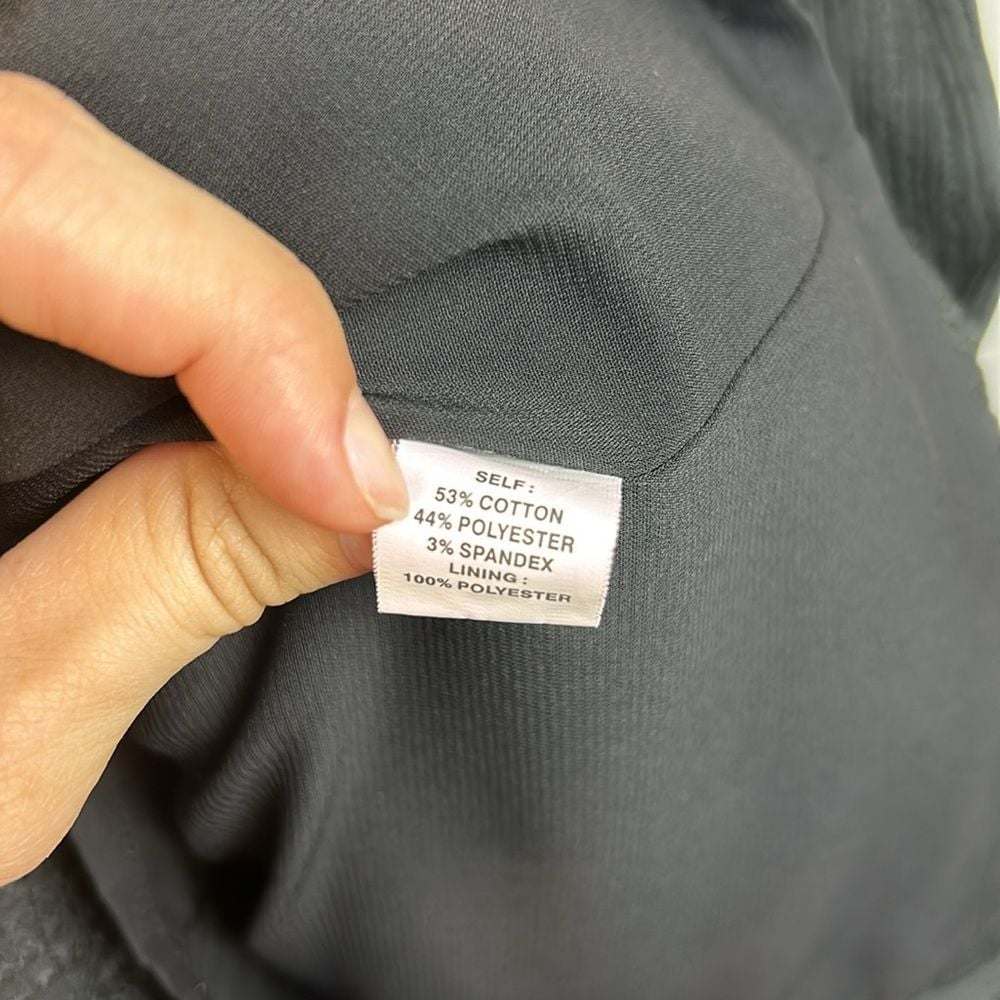 SELF:
53% COTTON
44% POLYESTER
3% SPANDEX
LINING:
100% POLYESTER